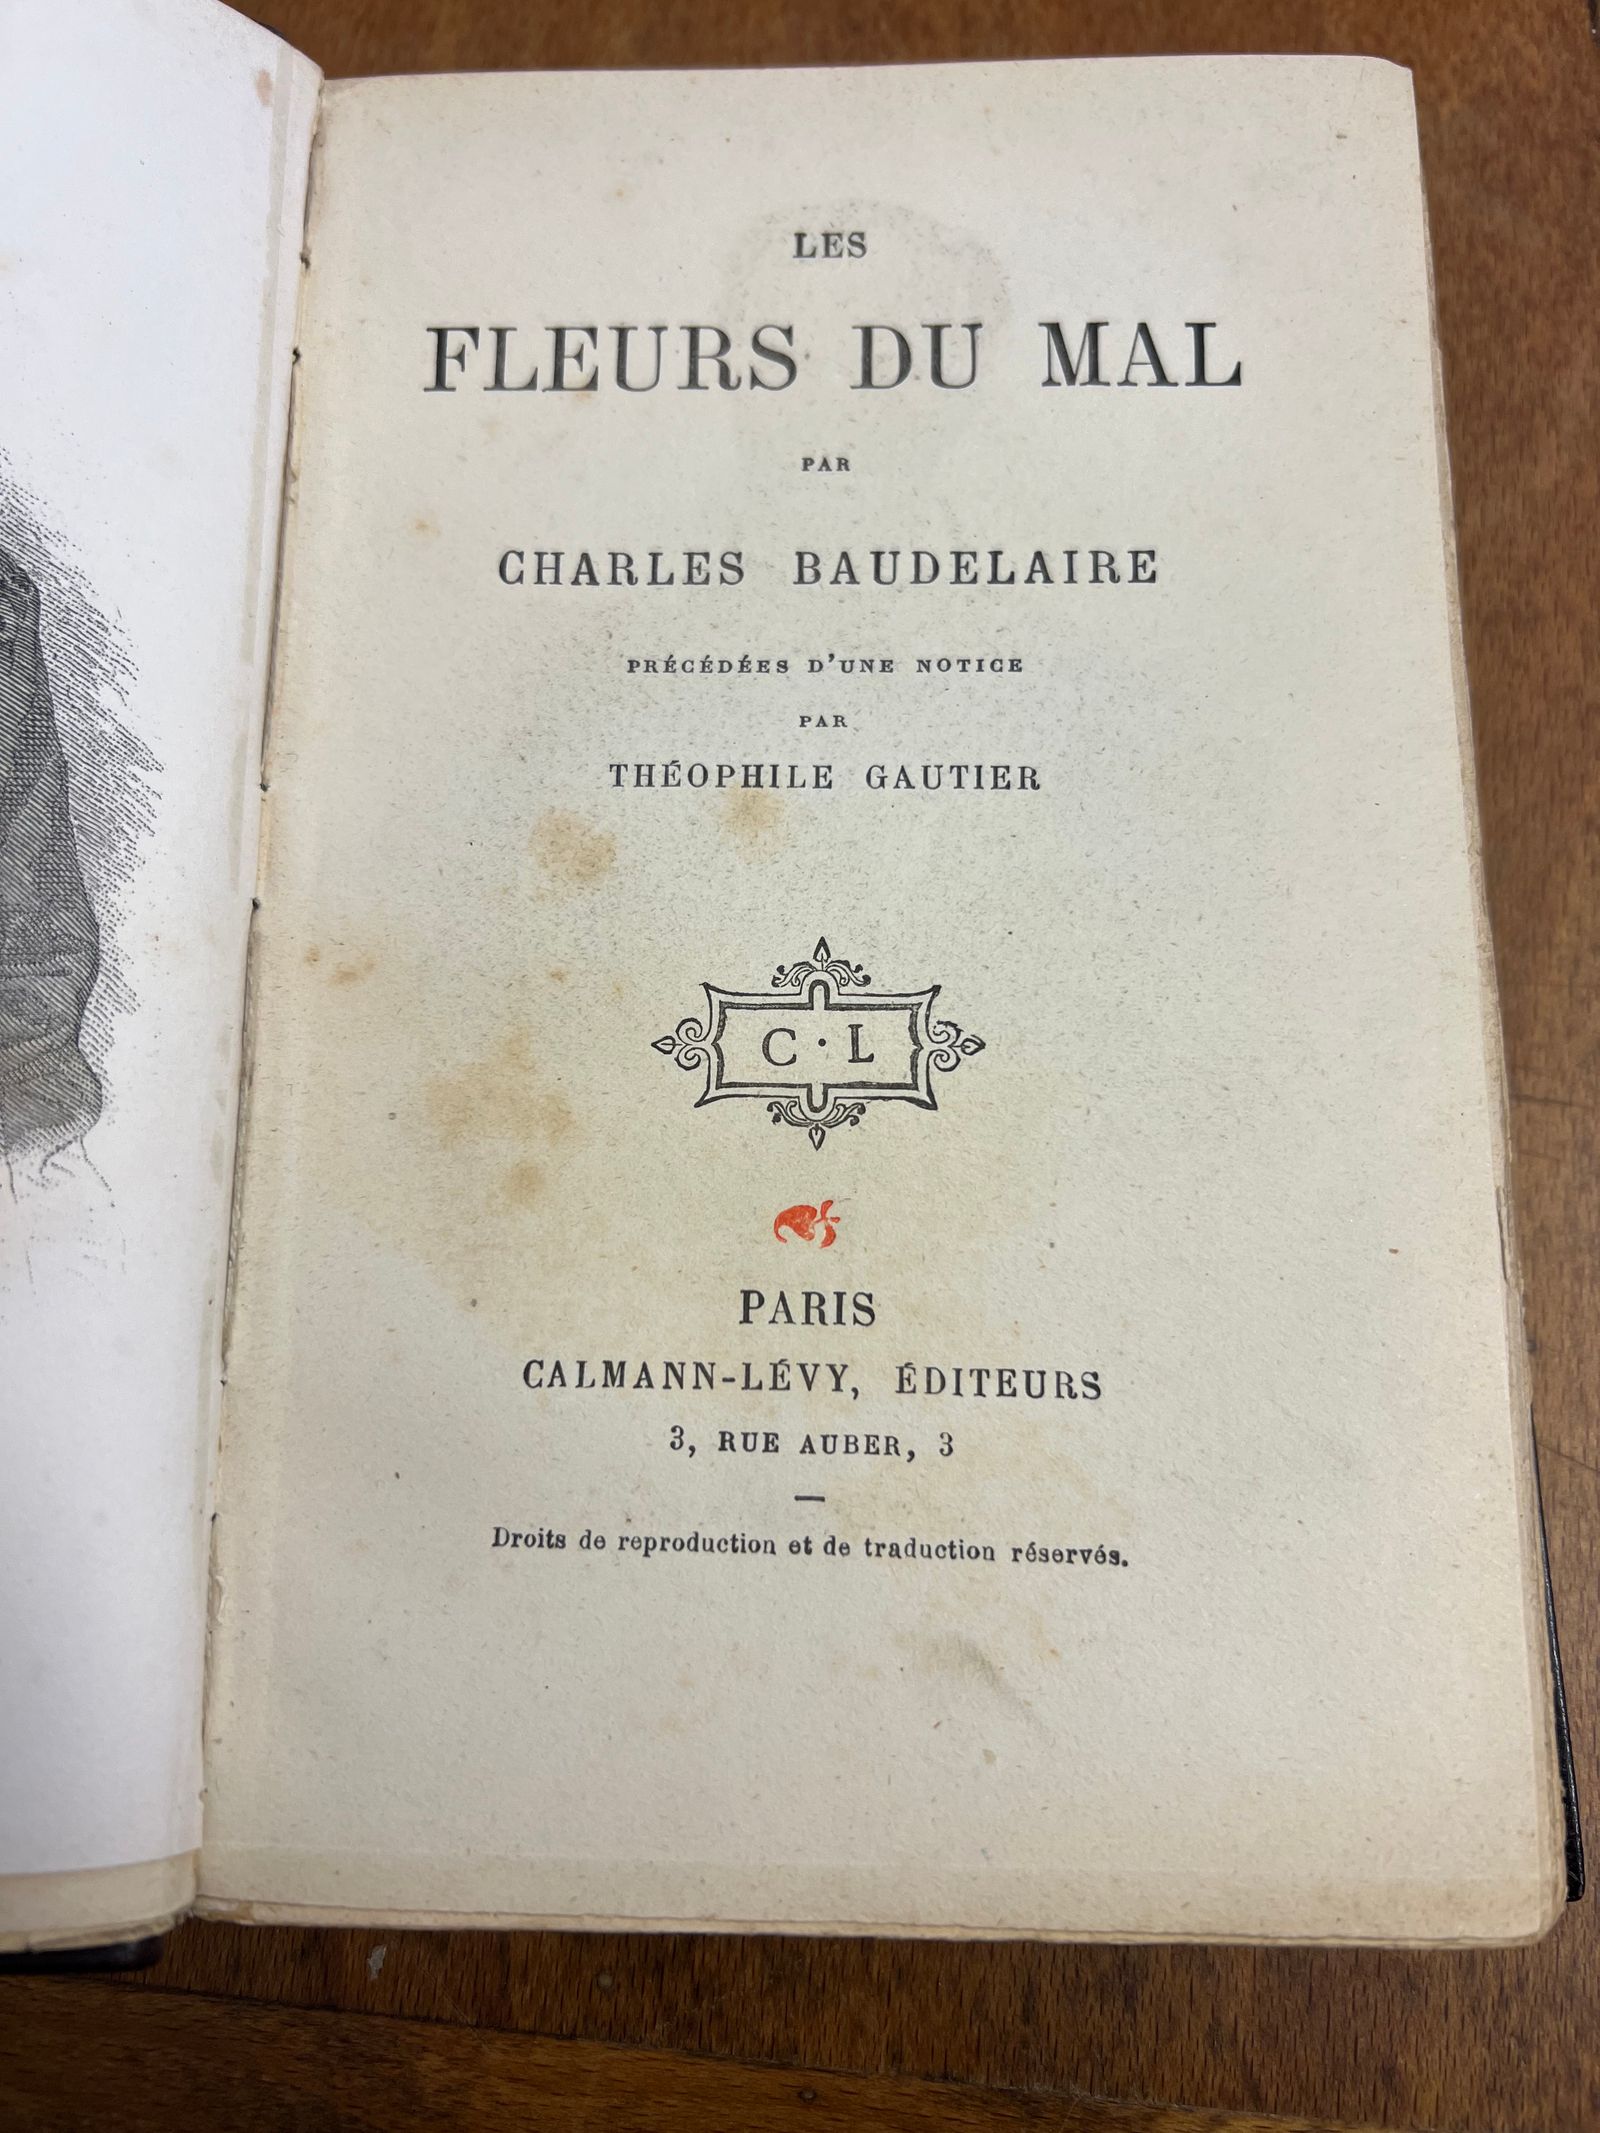 LES
FLEURS DU MAL
PAR
CHARLES BAUDELAIRE
PRÉCÉDÉES D'UNE NOTICE
PAR
THÉOPHILE GAUTIER
C·L
PARIS
CALMANN-LÉVY, ÉDITEURS
3, RUE AUBER, 3
—
Droits de reproduction et de traduction réservés.